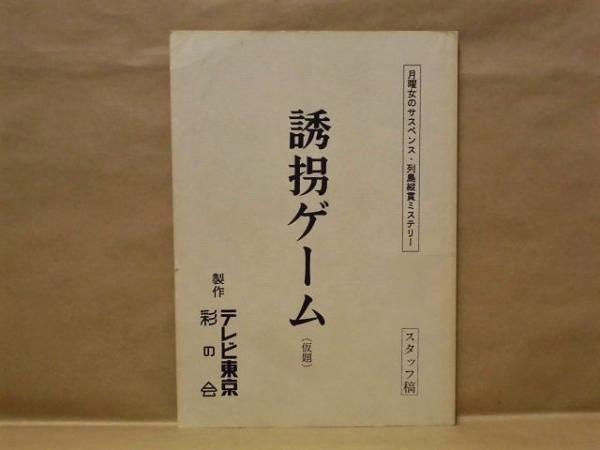 月曜女のサスペンス・列島縦貫ミステリー
スタッフ稿
誘拐ゲーム
(仮題)
製作
テレビ東京
彩の会